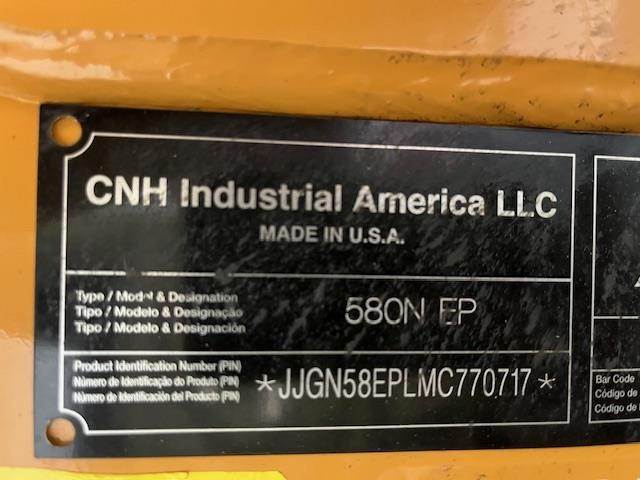 CNH Industrial America LLC
MADE IN U.S.A.
Type / Model & Designation
Tipo / Modelo & Designação
Tipo / Modelo & Designación
580N EP
Product Identification Number (PIN)
Número de Identificação do Produto (PIN)
Número de Identificación del Producto (PIN)
*JJGN58EPLMC770717*
Bar Code
Código de
Código de